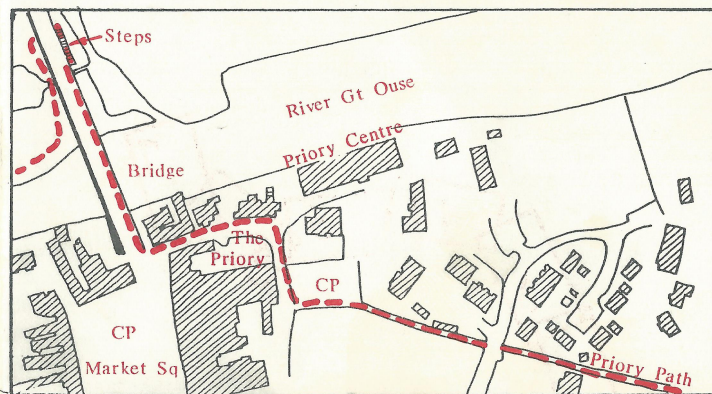 Steps
River Gt Ouse
Priory Centre
Bridge
The
Priory
CP
CP
Market Sq
Priory Path